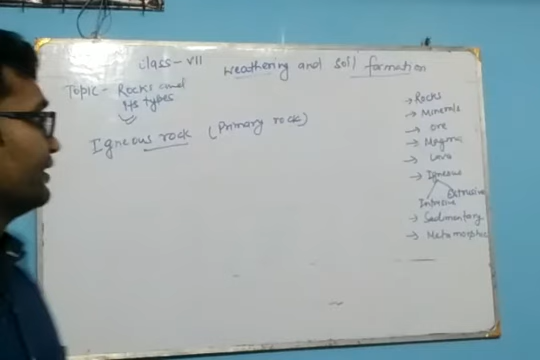 Class-VII
Weathering and Soil formation
Topic- Rocks and
its types
Igneous rock (Primary rock)
→ Rocks
→ Minerals
→ Ore
→ Magma
→ Lava
→ Igneous
Extrusive
Intrusive
→ Sedimentary
→ Metamorphic